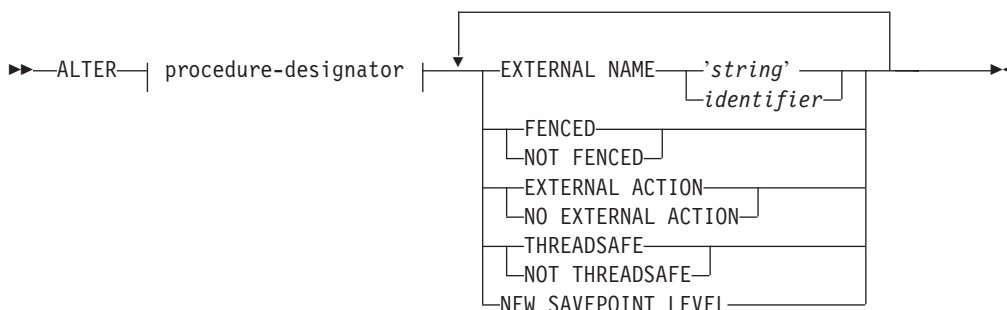 ALTER procedure-designator EXTERNAL NAME 'string'
identifier
FENCED
NOT FENCED
EXTERNAL ACTION
NO EXTERNAL ACTION
THREADSAFE
NOT THREADSAFE
NEW SAVEPOINT LEVEL